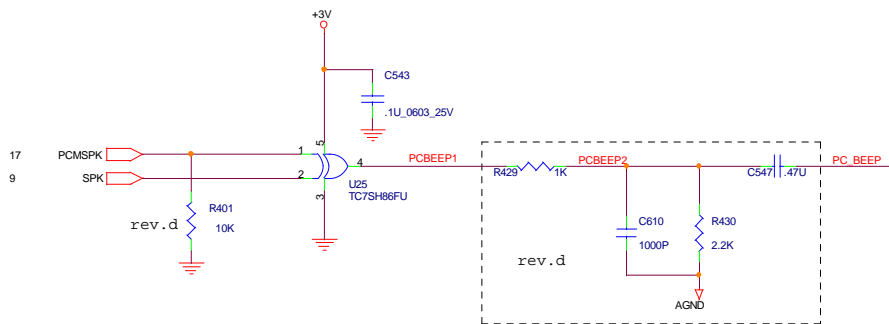 +3V
C543
.1U_0603_25V
17 PCMSPK 1 5 4 PCBEEP1
9 SPK 2 3
U25
TC7SH86FU
R401
10K
rev.d
R429 1K PCBEEP2 C547 .47U PC_BEEP
C610
1000P
R430
2.2K
rev.d
AGND